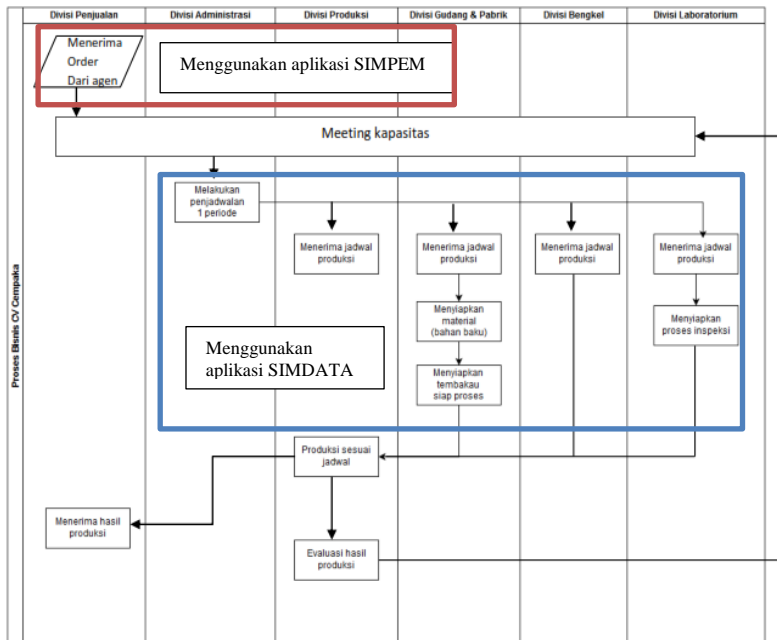 Divisi Penjualan
Divisi Administrasi
Divisi Produksi
Divisi Gudang & Pabrik
Divisi Bengkel
Divisi Laboratorium
Proses Bisnis CV Cempaka
Menerima
Order
Dari agen
Menggunakan aplikasi SIMPEM
Meeting kapasitas
Melakukan
penjadwalan
1 periode
Menerima jadwal
produksi
Menerima jadwal
produksi
Menerima jadwal
produksi
Menerima jadwal
produksi
Menyiapkan
material
(bahan baku)
Menyiapkan
proses inspeksi
Menggunakan
aplikasi SIMDATA
Menyiapkan
tembakau
siap proses
Produksi sesuai
jadwal
Menerima hasil
produksi
Evaluasi hasil
produksi